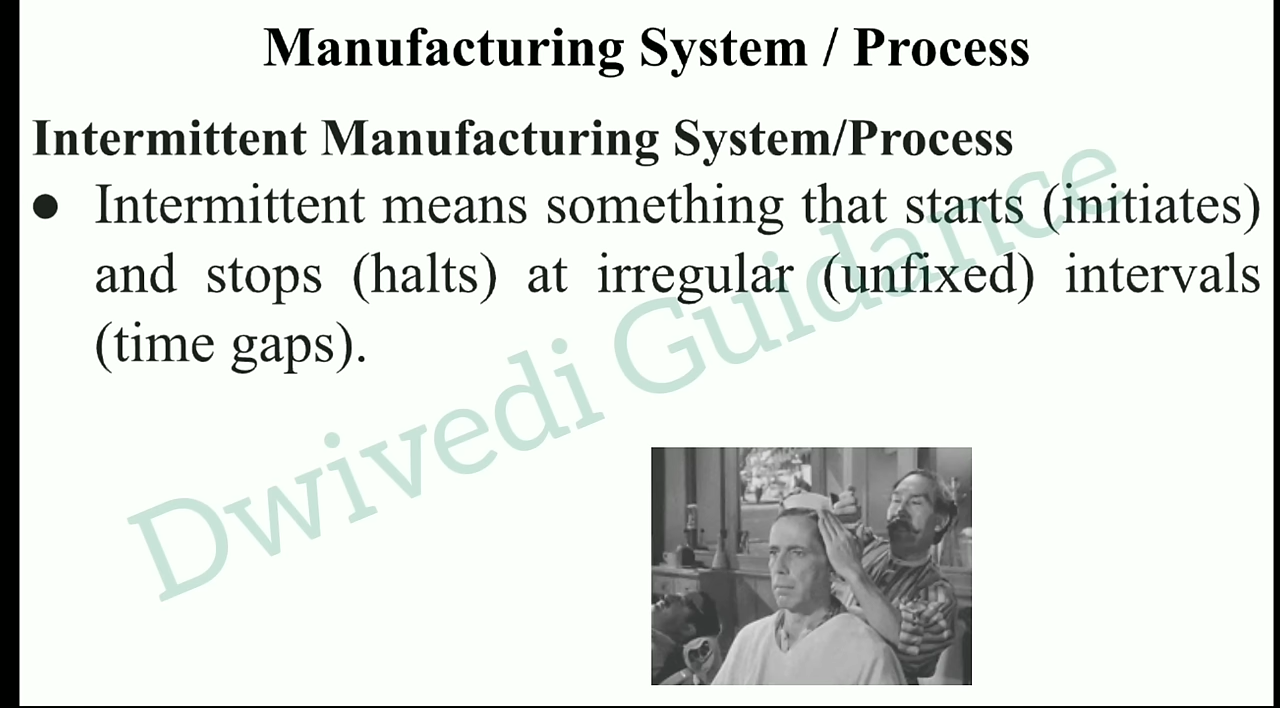 Manufacturing System / Process
Intermittent Manufacturing System/Process
● Intermittent means something that starts (initiates)
and stops (halts) at irregular (unfixed) intervals
(time gaps).
Dwivedi Guidance